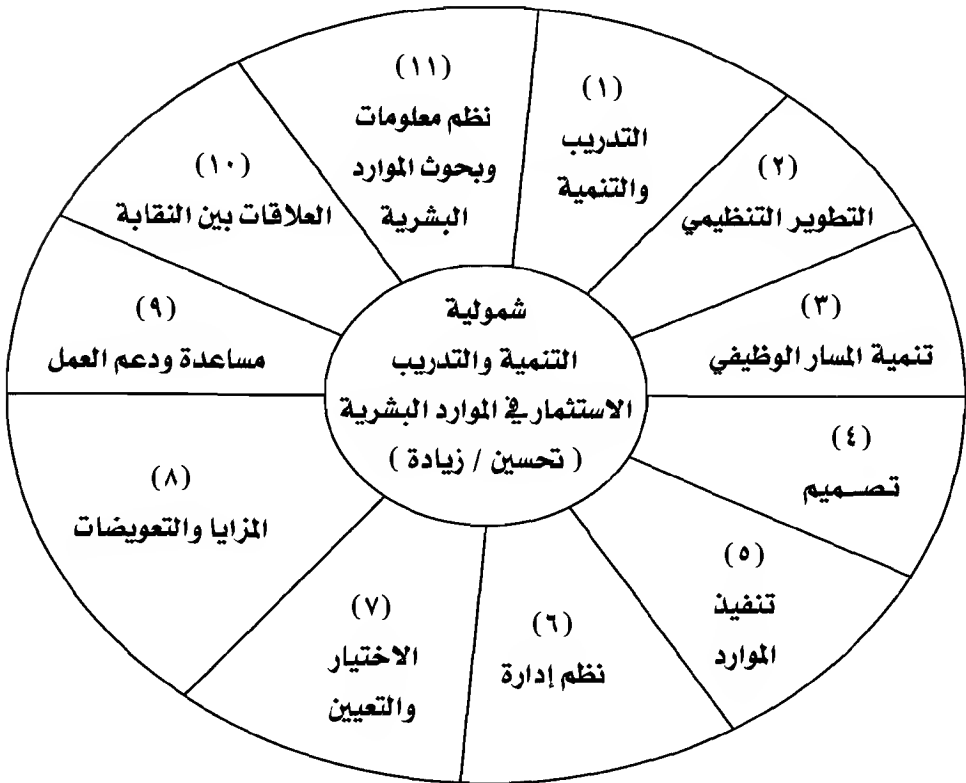 (١)
التدريب
والتنمية
(٢)
التطوير التنظيمي
(٣)
تنمية المسار الوظيفي
(٤)
تصـــميم
(٥)
تنفيذ
الموارد
(٦)
نظم إدارة
(٧)
الاختيار
والتعيين
(٨)
المزايا والتعويضات
(٩)
مساعدة ودعم العمل
(١٠)
العلاقات بين النقابة
(١١)
نظم معلومات
وبحوث الموارد
البشرية
شمولية
التنمية والتدريب
الاستثمار في الموارد البشرية
( تحسين / زيادة )